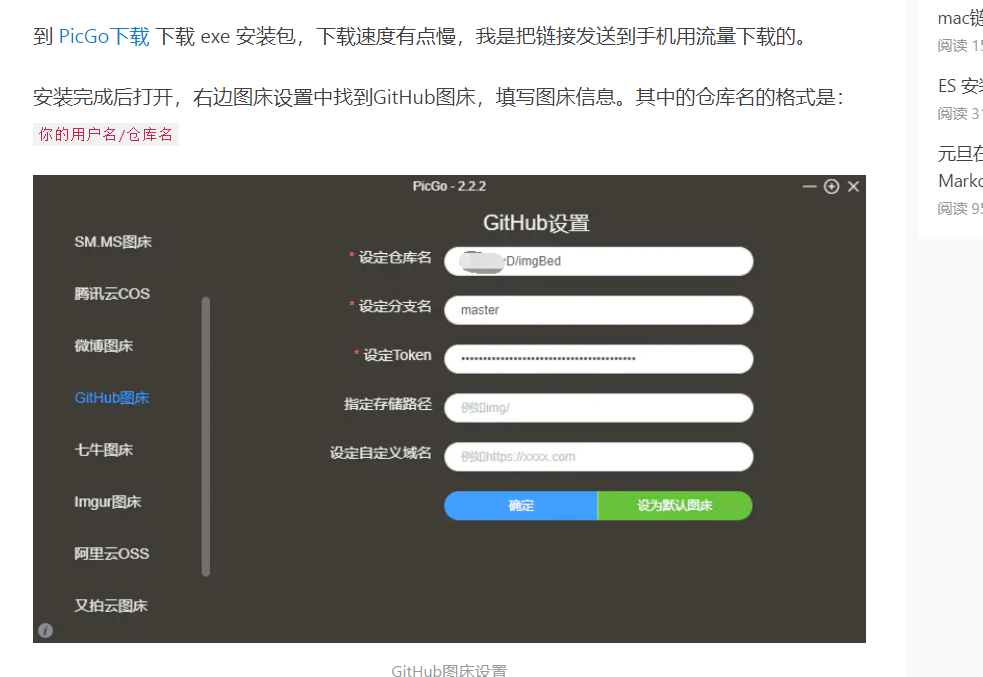 到 PicGo下载 下载 exe 安装包，下载速度有点慢，我是把链接发送到手机用流量下载的。
安装完成后打开，右边图床设置中找到GitHub图床，填写图床信息。其中的仓库名的格式是：
你的用户名/仓库名
PicGo - 2.2.2
GitHub设置
SM.MS图床
腾讯云COS
微博图床
GitHub图床
七牛图床
Imgur图床
阿里云OSS
又拍云图床
* 设定仓库名
D/imgBed
* 设定分支名
master
* 设定Token
指定存储路径
例如img/
设定自定义域名
例如https://xxxx.com
确定
设为默认图床
GitHub图床设置
mac链
阅读 15
ES 安装
阅读 31
元旦在
Markd
阅读 95